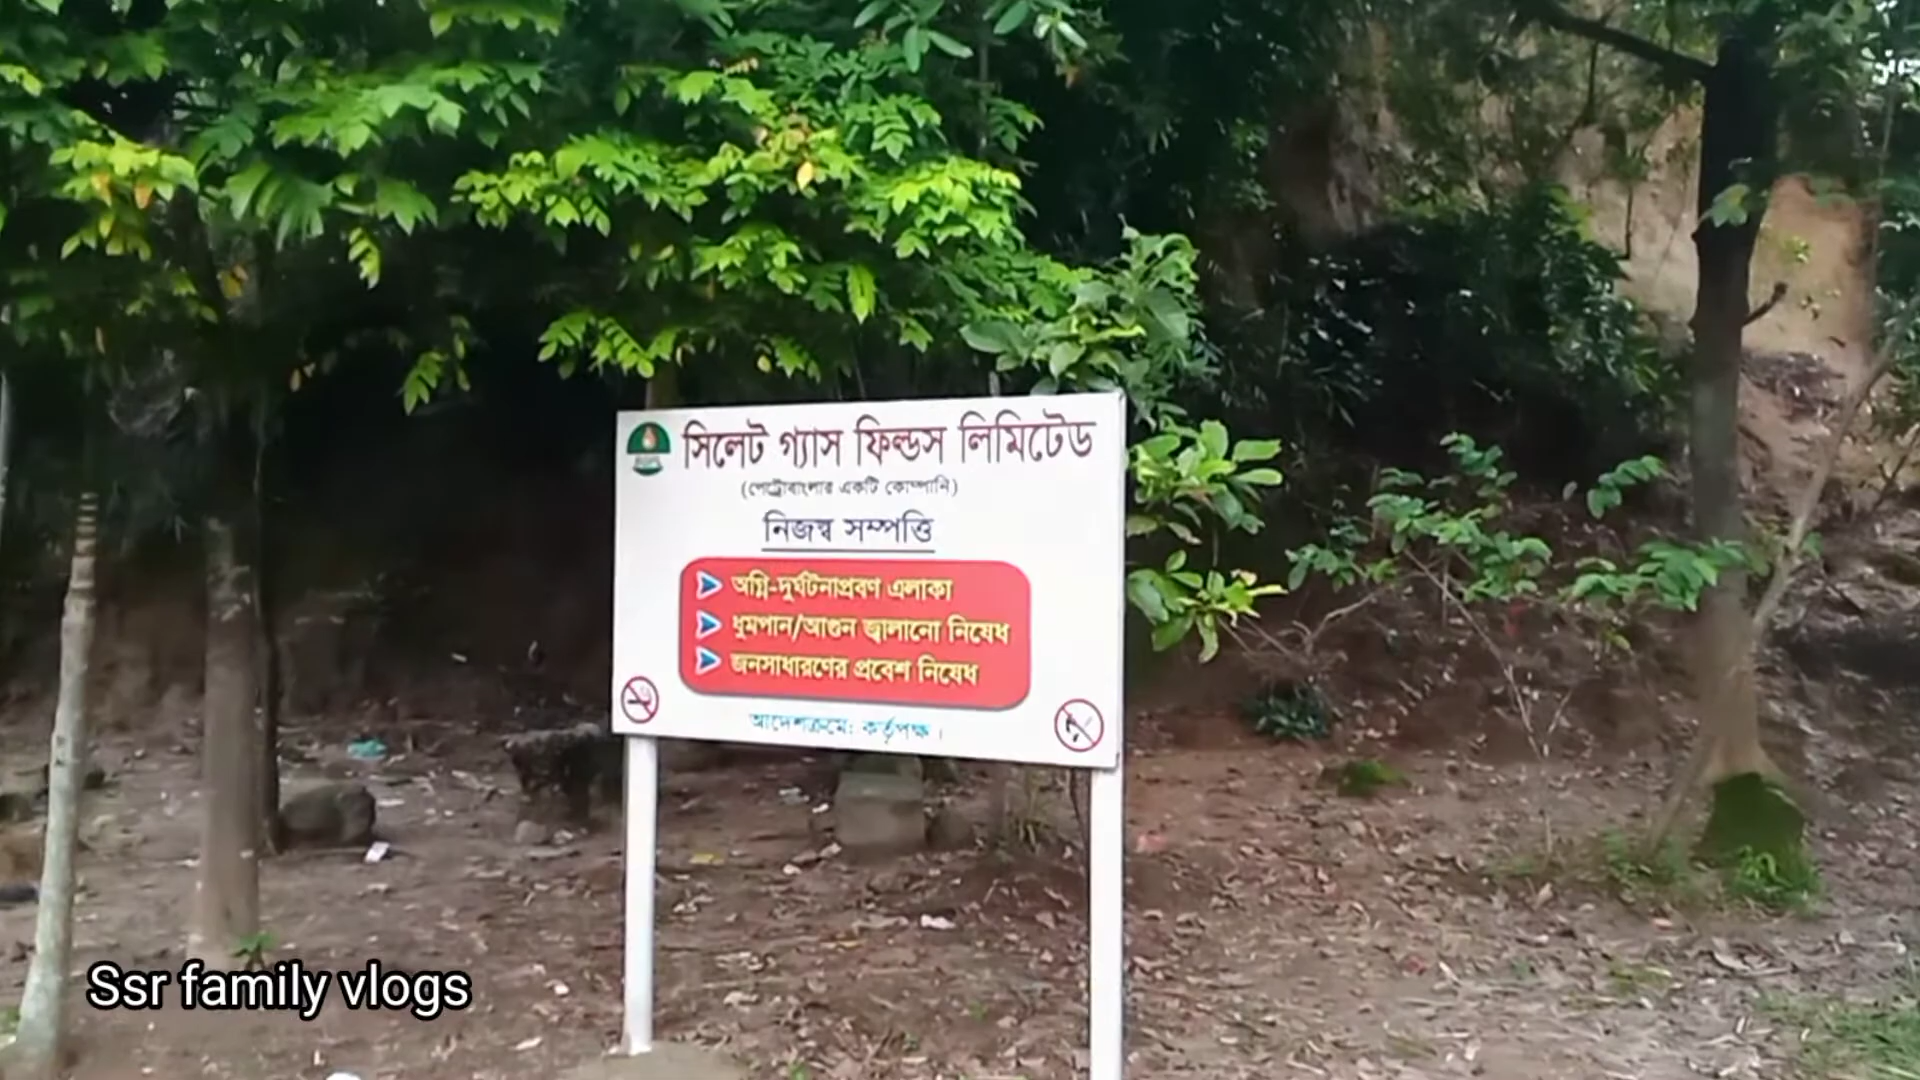 সিলেট গ্যাস ফিল্ডস লিমিটেড
(পেট্রোবাংলার একটি কোম্পানি)
নিজস্ব সম্পত্তি
অগ্নি-দুর্ঘটনাপ্রবণ এলাকা
ধুমপান/আগুন জ্বালানো নিষেধ
জনসাধারণের প্রবেশ নিষেধ
আদেশক্রমে: কর্তৃপক্ষ।
Ssr family vlogs